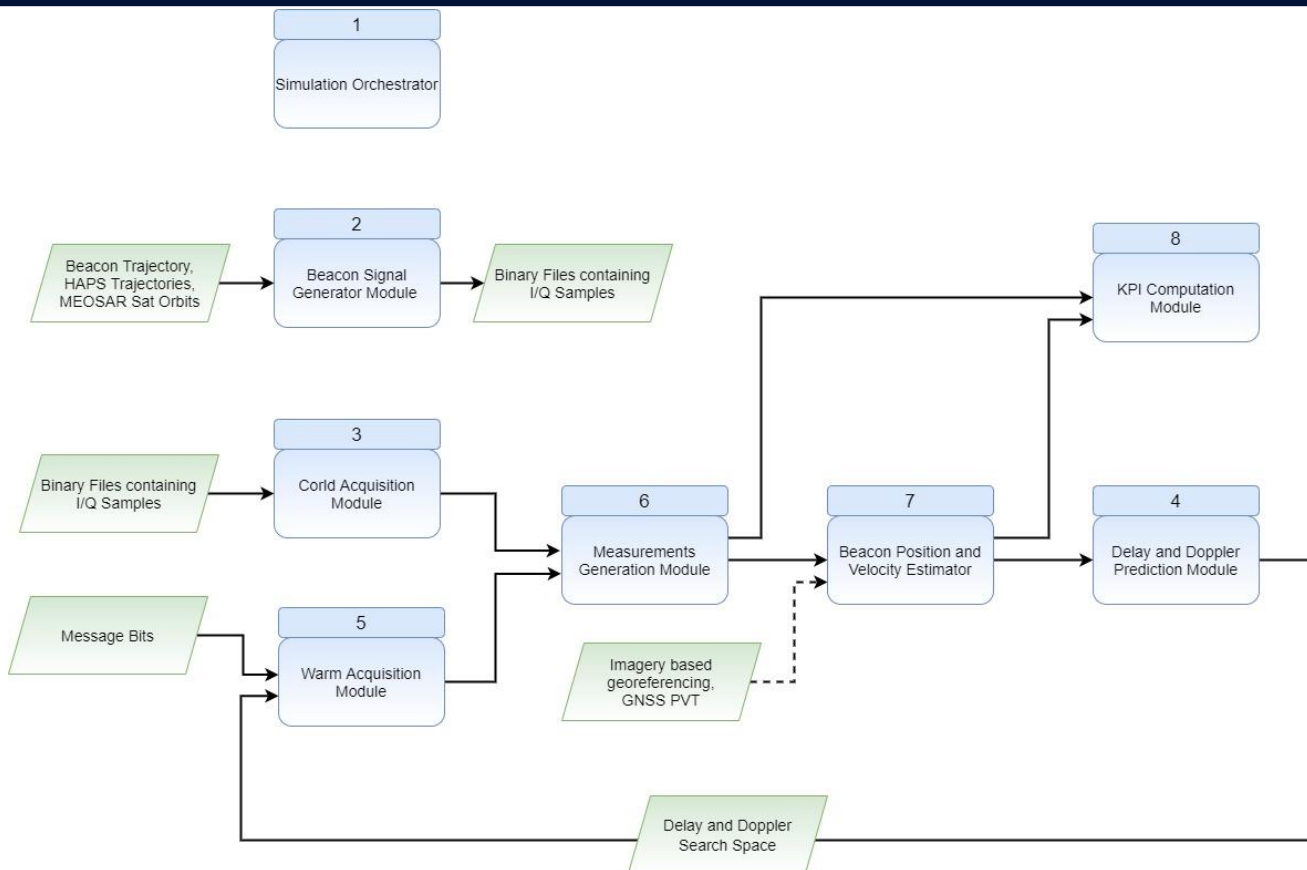 1
Simulation Orchestrator
2
Beacon Trajectory,
HAPS Trajectories,
MEOSAR Sat Orbits
Beacon Signal
Generator Module
Binary Files containing
I/Q Samples
8
KPI Computation
Module
3
Binary Files containing
I/Q Samples
Corld Acquisition
Module
6
Measurements
Generation Module
7
Beacon Position and
Velocity Estimator
4
Delay and Doppler
Prediction Module
Message Bits
5
Warm Acquisition
Module
Imagery based
georeferencing,
GNSS PVT
Delay and Doppler
Search Space